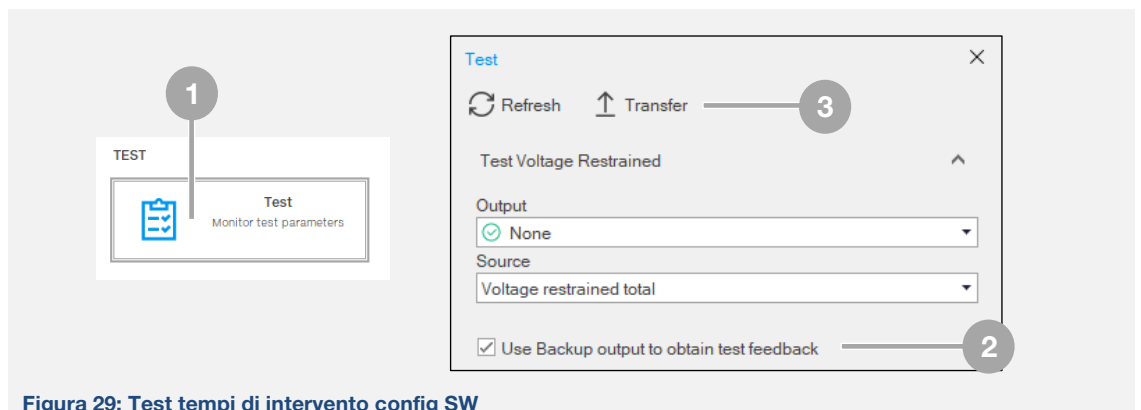 1
TEST
Test
Monitor test parameters
Test
Refresh
Transfer
3
Test Voltage Restrained
Output
None
Source
Voltage restrained total
Use Backup output to obtain test feedback
2
Figura 29: Test tempi di intervento config SW